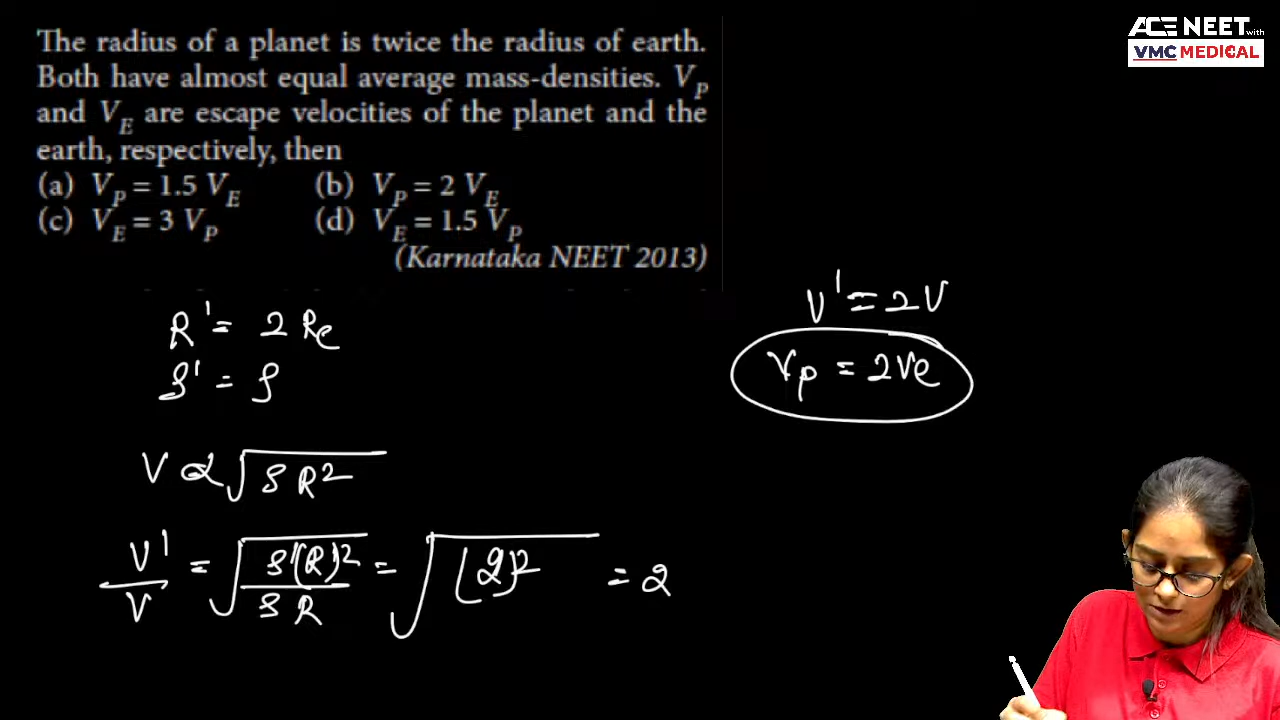 ACE NEET with
VMC MEDICAL
The radius of a planet is twice the radius of earth.
Both have almost equal average mass-densities. V_P
and V_E are escape velocities of the planet and the
earth, respectively, then
(a) V_P = 1.5 V_E (b) V_P = 2 V_E
(c) V_E = 3 V_P (d) V_E = 1.5 V_P
(Karnataka NEET 2013)
R' = 2 Re
ρ' = ρ
V ∝ √(ρ R²)
V'/V = √(ρ'(R')²/ρ R) = √((2)²) = 2
V' = 2V
Vp = 2Ve